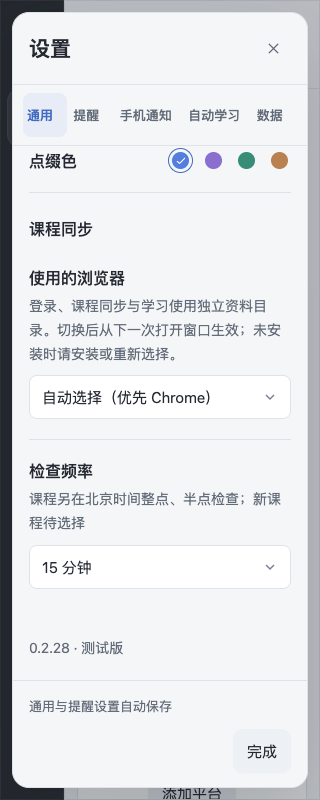 设置
通用 提醒 手机通知 自动学习 数据
点缀色
课程同步
使用的浏览器
登录、课程同步与学习使用独立资料目
录。切换后从下一次打开窗口生效；未安
装时请安装或重新选择。
自动选择（优先 Chrome）
检查频率
课程另在北京时间整点、半点检查；新课
程待选择
15 分钟
0.2.28 · 测试版
通用与提醒设置自动保存
完成
添加平台